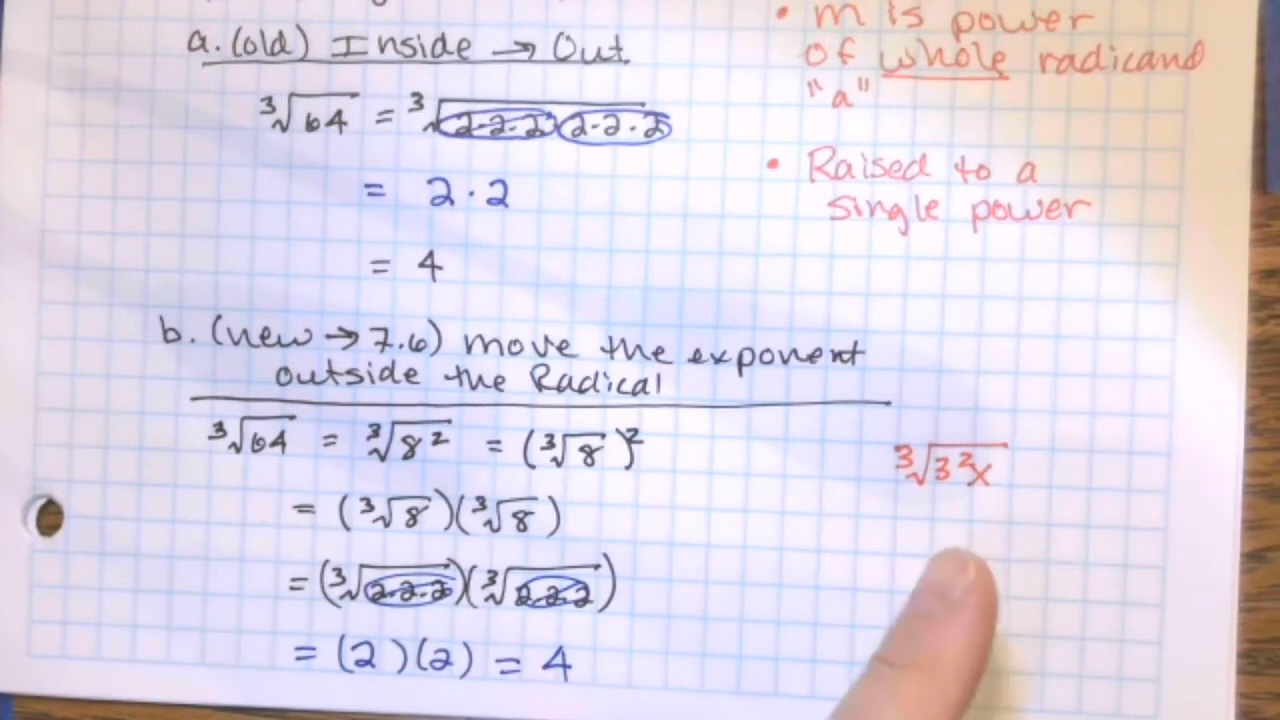 a. (old) Inside → Out
∛64 = ∛2·2·2 2·2·2
= 2·2
= 4
• m is power
of whole radicand
"a"
• Raised to a
single power
b. (new → 7.6) move the exponent
outside the Radical
∛64 = ∛8² = (∛8)²
= (∛8)(∛8)
= (∛2·2·2)(∛2·2·2)
= (2)(2) = 4
∛3²x